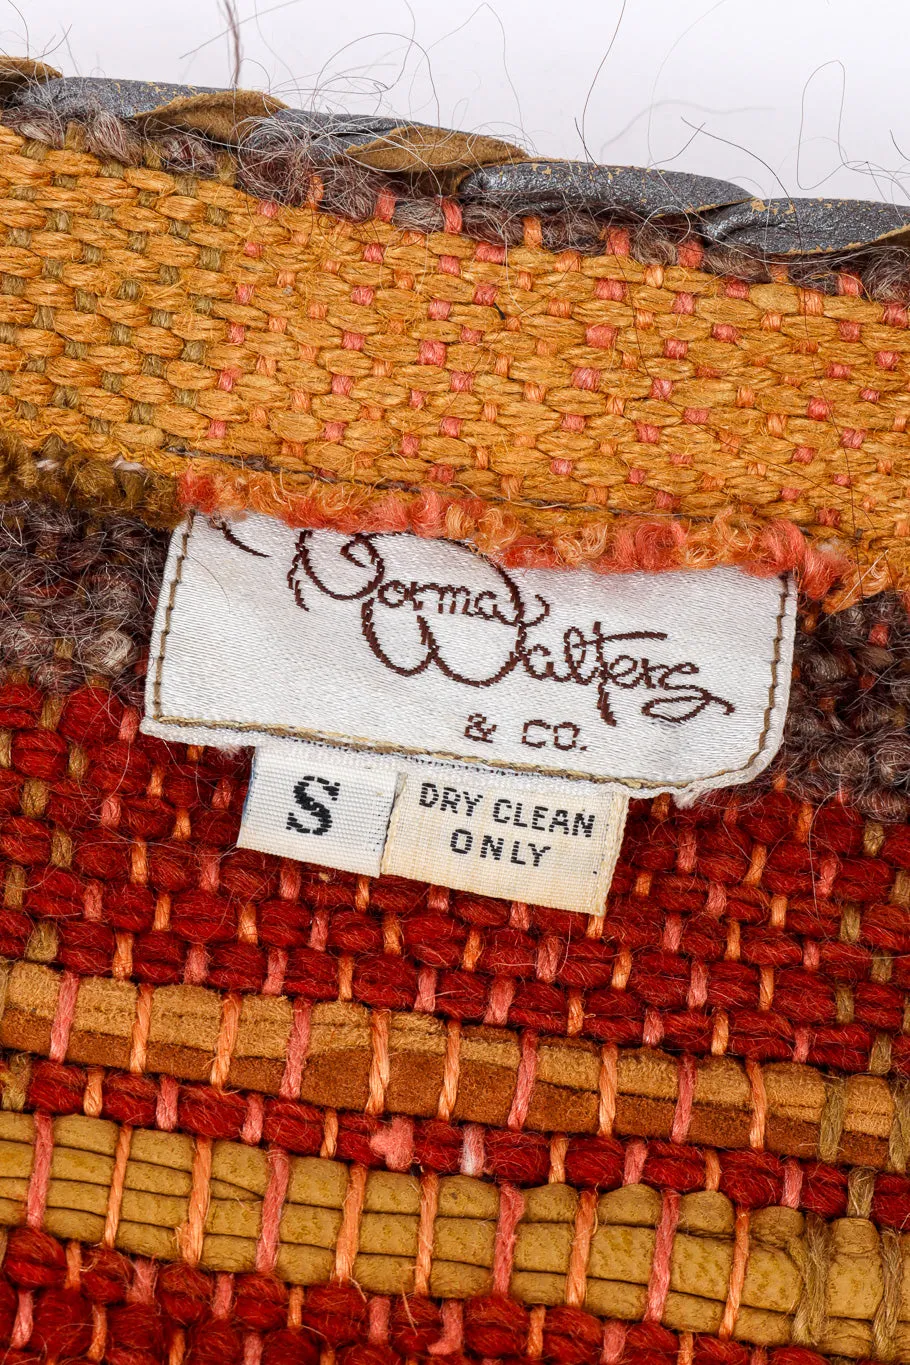 Norma
Walters
& CO.
S
DRY CLEAN
ONLY